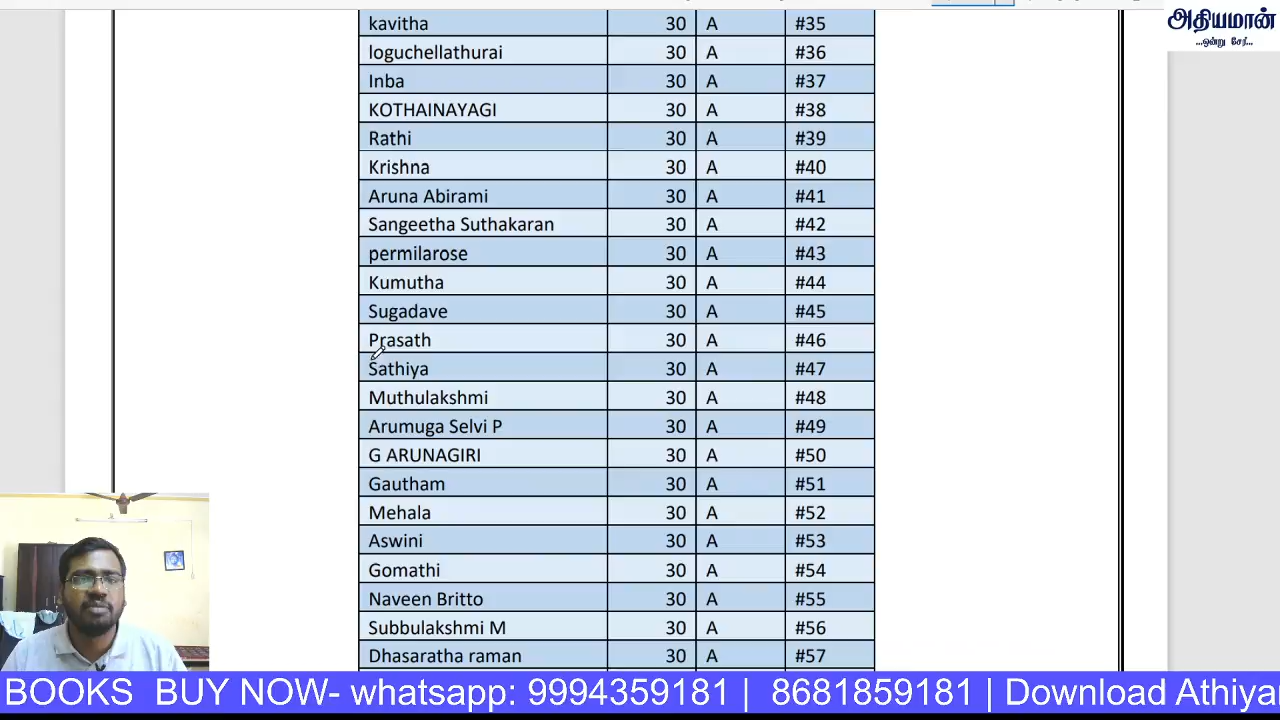 அதியமான்
...ஒன்று சேர்...
kavitha 30 A #35
loguchellathurai 30 A #36
Inba 30 A #37
KOTHAINAYAGI 30 A #38
Rathi 30 A #39
Krishna 30 A #40
Aruna Abirami 30 A #41
Sangeetha Suthakaran 30 A #42
permilarose 30 A #43
Kumutha 30 A #44
Sugadave 30 A #45
Prasath 30 A #46
Sathiya 30 A #47
Muthulakshmi 30 A #48
Arumuga Selvi P 30 A #49
G ARUNAGIRI 30 A #50
Gautham 30 A #51
Mehala 30 A #52
Aswini 30 A #53
Gomathi 30 A #54
Naveen Britto 30 A #55
Subbulakshmi M 30 A #56
Dhasaratha raman 30 A #57
BOOKS BUY NOW- whatsapp: 9994359181 | 8681859181 | Download Athiya